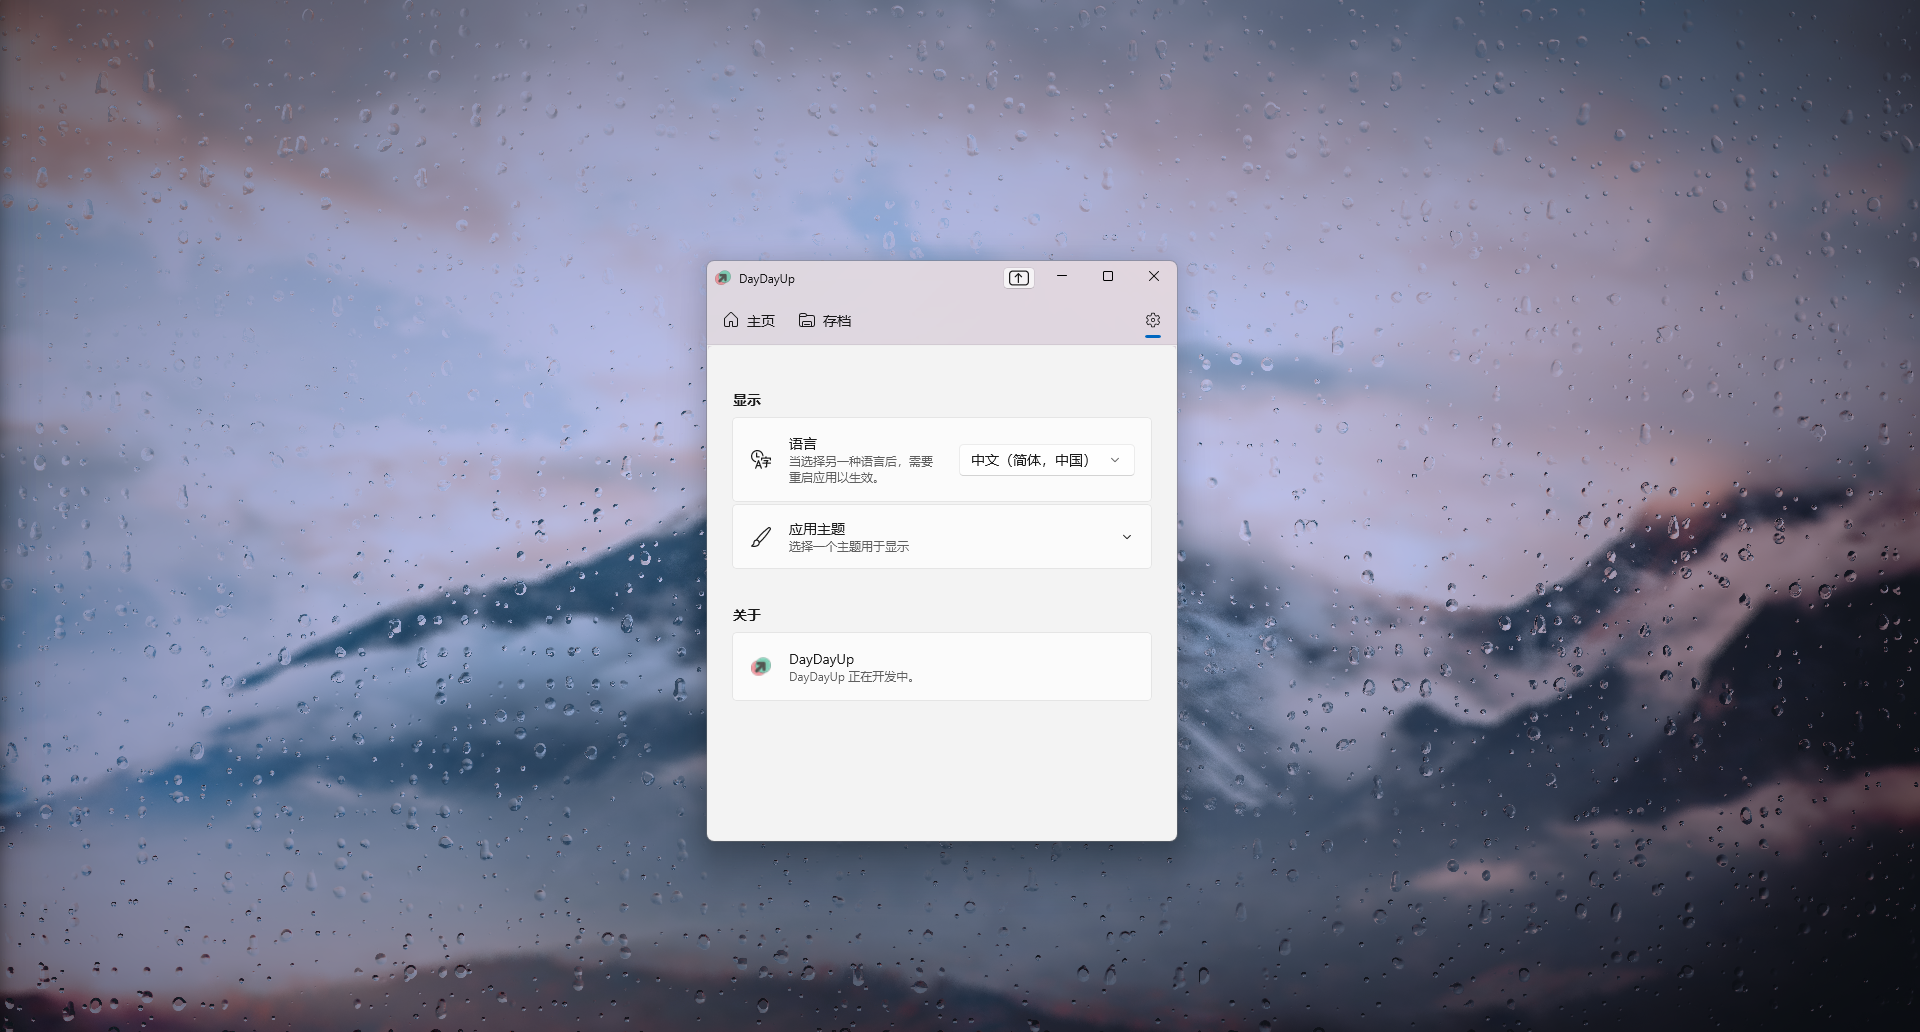 DayDayUp
主页
存档
显示
语言
当选择另一种语言后，需要
重启应用以生效。
中文（简体，中国）
应用主题
选择一个主题用于显示
关于
DayDayUp
DayDayUp 正在开发中。